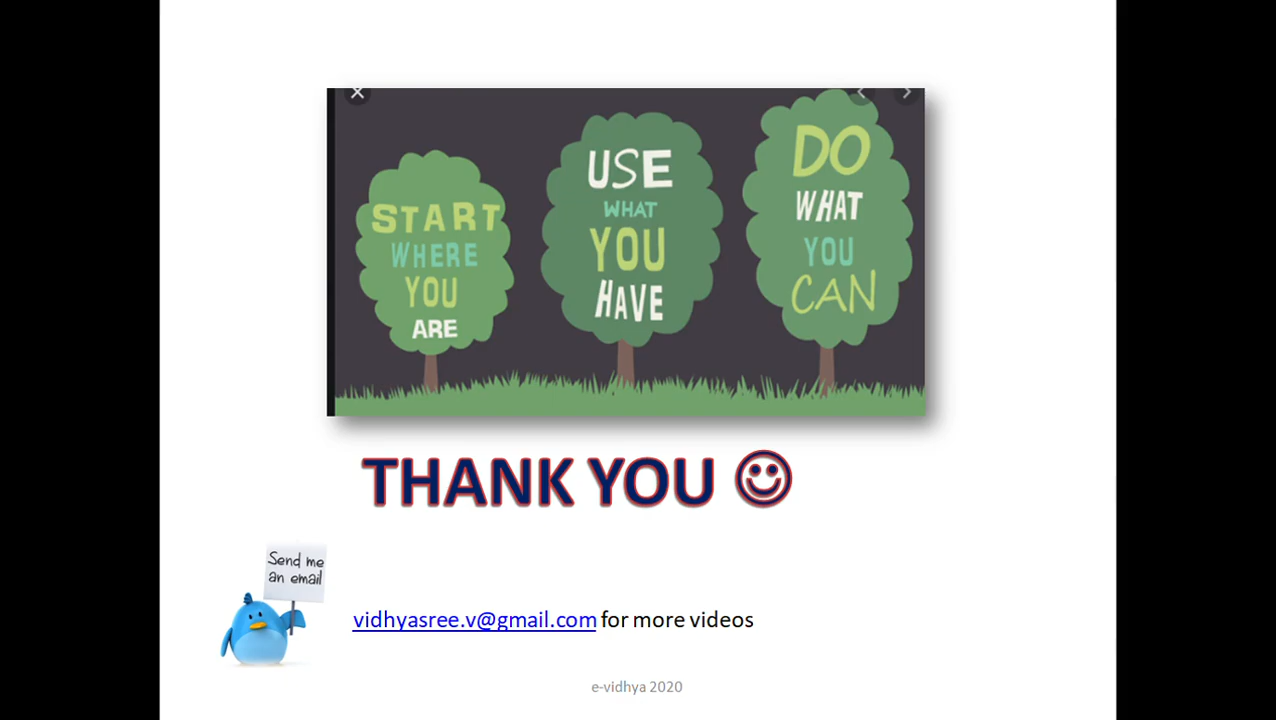 START
WHERE
YOU
ARE
USE
WHAT
YOU
HAVE
DO
WHAT
YOU
CAN
THANK YOU ☺
Send me
an email
vidhyasree.v@gmail.com for more videos
e-vidhya 2020